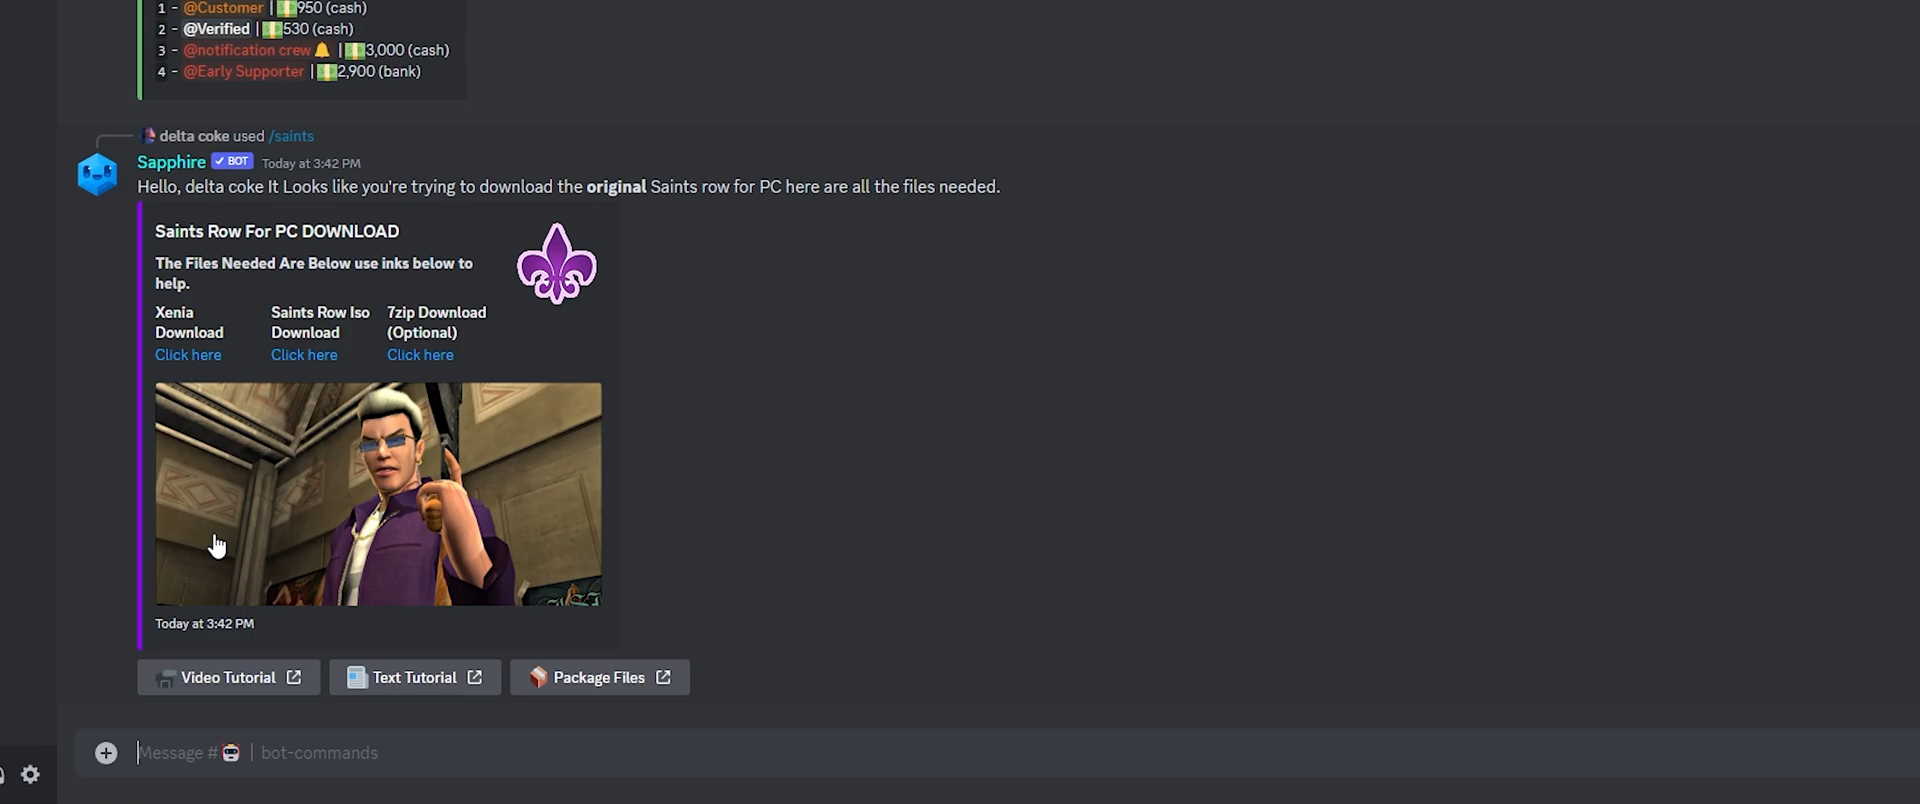 1 - @Customer | 950 (cash)
2 - @Verified | 530 (cash)
3 - @notification crew🔔 | 3,000 (cash)
4 - @Early Supporter | 2,900 (bank)
delta coke used /saints
Sapphire ✓ BOT Today at 3:42 PM
Hello, delta coke It Looks like you're trying to download the original Saints row for PC here are all the files needed.
Saints Row For PC DOWNLOAD
The Files Needed Are Below use inks below to
help.
Xenia Saints Row Iso 7zip Download
Download Download (Optional)
Click here Click here Click here
Today at 3:42 PM
Video Tutorial Text Tutorial Package Files
Message # | bot-commands